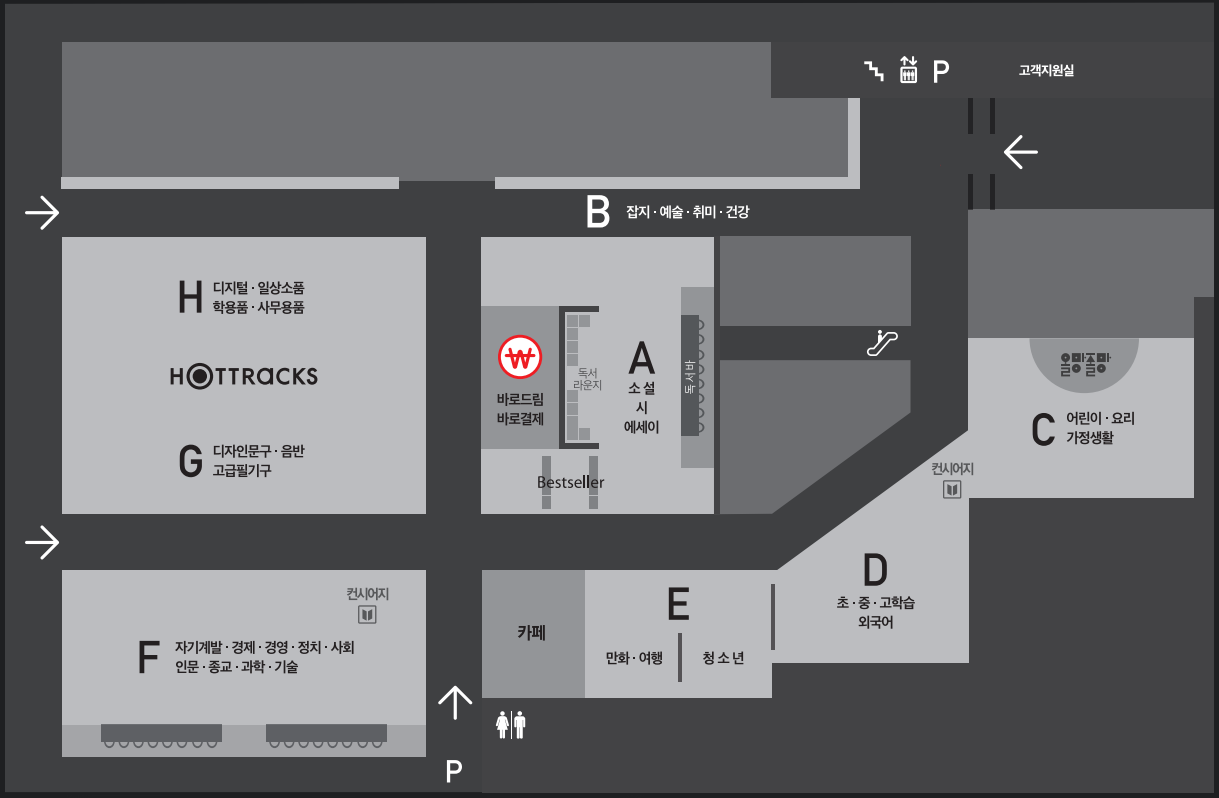 P
고객지원실
B 잡지 · 예술 · 취미 · 건강
H 디지털 · 일상소품
학용품 · 사무용품
HOTTRACKS
G 디자인문구 · 음반
고급필기구
바로드림
바로결제
독서
라운지
A
소설
시
에세이
독서바
Bestseller
올망졸망
C 어린이 · 요리
가정생활
컨시어지
D
초 · 중 · 고학습
외국어
컨시어지
F 자기계발 · 경제 · 경영 · 정치 · 사회
인문 · 종교 · 과학 · 기술
카페
E
만화 · 여행
청소년
P